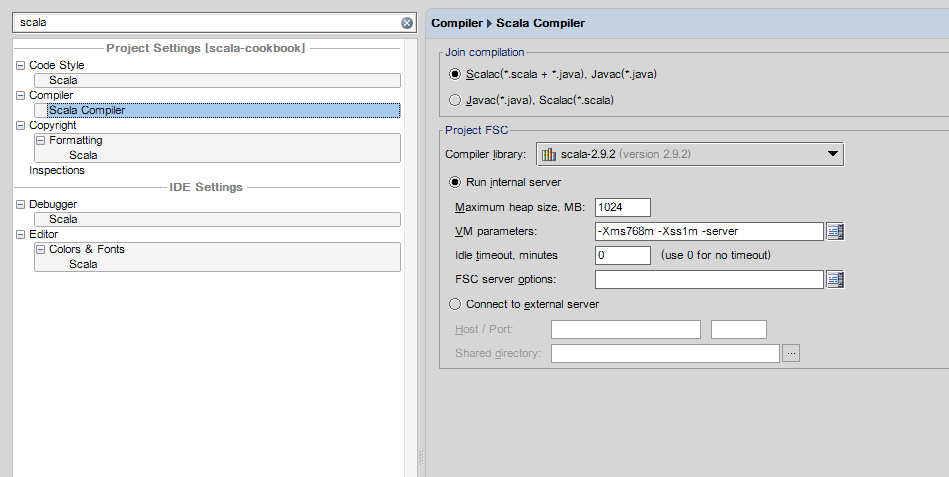 scala
Project Settings [scala-cookbook]
Code Style
Scala
Compiler
Scala Compiler
Copyright
Formatting
Scala
Inspections
IDE Settings
Debugger
Scala
Editor
Colors & Fonts
Scala
Compiler Scala Compiler
Join compilation
Scalac(*.scala + *.java), Javac(*.java)
Javac(*.java), Scalac(*.scala)
Project FSC
Compiler library: scala-2.9.2 (version 2.9.2)
Run internal server
Maximum heap size, MB: 1024
VM parameters: -Xms768m -Xss1m -server
Idle timeout, minutes 0 (use 0 for no timeout)
FSC server options:
Connect to external server
Host / Port:
Shared directory: ...